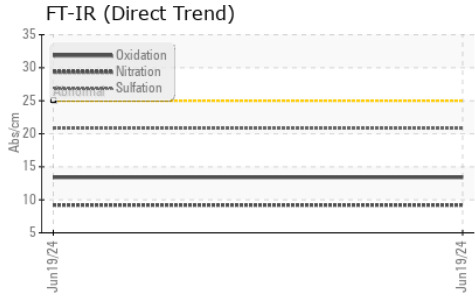 FT-IR (Direct Trend)
35
30
25
20
15
10
5
Abs/cm
Oxidation
Nitration
Sulfation
Abnormal
Jun19/24
Jun19/24